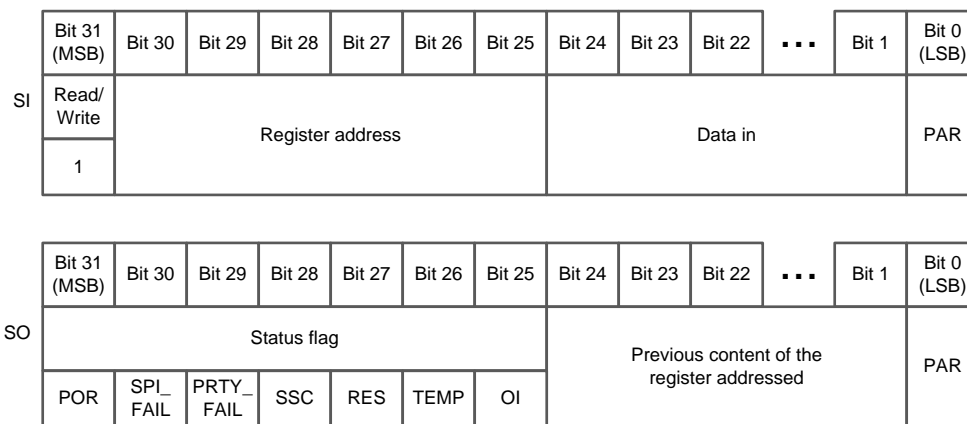 Bit 31 (MSB) Bit 30 Bit 29 Bit 28 Bit 27 Bit 26 Bit 25 Bit 24 Bit 23 Bit 22 ... Bit 1 Bit 0 (LSB)
SI
Read/
Write
1
Register address
Data in
PAR
Bit 31 (MSB) Bit 30 Bit 29 Bit 28 Bit 27 Bit 26 Bit 25 Bit 24 Bit 23 Bit 22 ... Bit 1 Bit 0 (LSB)
SO
Status flag
POR SPI_FAIL PRTY_FAIL SSC RES TEMP OI
Previous content of the
register addressed
PAR